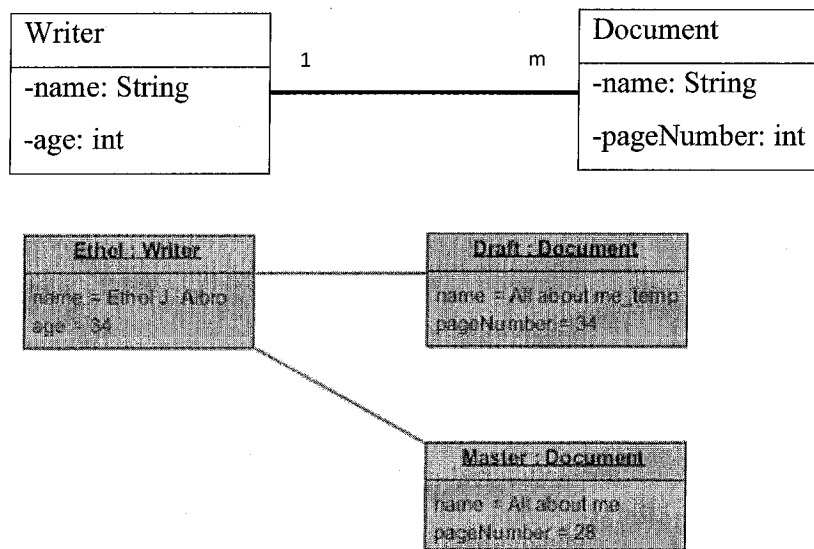 Writer
-name: String
-age: int
1
m
Document
-name: String
-pageNumber: int
Ethel : Writer
name = Ethel J. Albro
age = 34
Draft : Document
name = All about me_temp
pageNumber = 34
Master : Document
name = All about me
pageNumber = 28